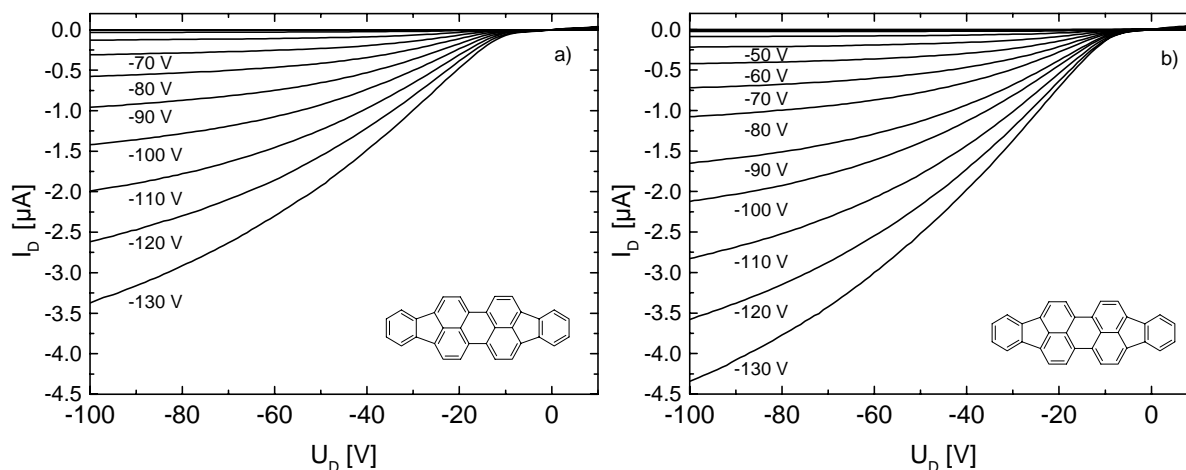 a)
0.0
-0.5
-1.0
-1.5
-2.0
-2.5
-3.0
-3.5
-4.0
-4.5
I_D [µA]
-70 V
-80 V
-90 V
-100 V
-110 V
-120 V
-130 V
-100 -80 -60 -40 -20 0
U_D [V]
b)
0.0
-0.5
-1.0
-1.5
-2.0
-2.5
-3.0
-3.5
-4.0
-4.5
I_D [µA]
-50 V
-60 V
-70 V
-80 V
-90 V
-100 V
-110 V
-120 V
-130 V
-100 -80 -60 -40 -20 0
U_D [V]